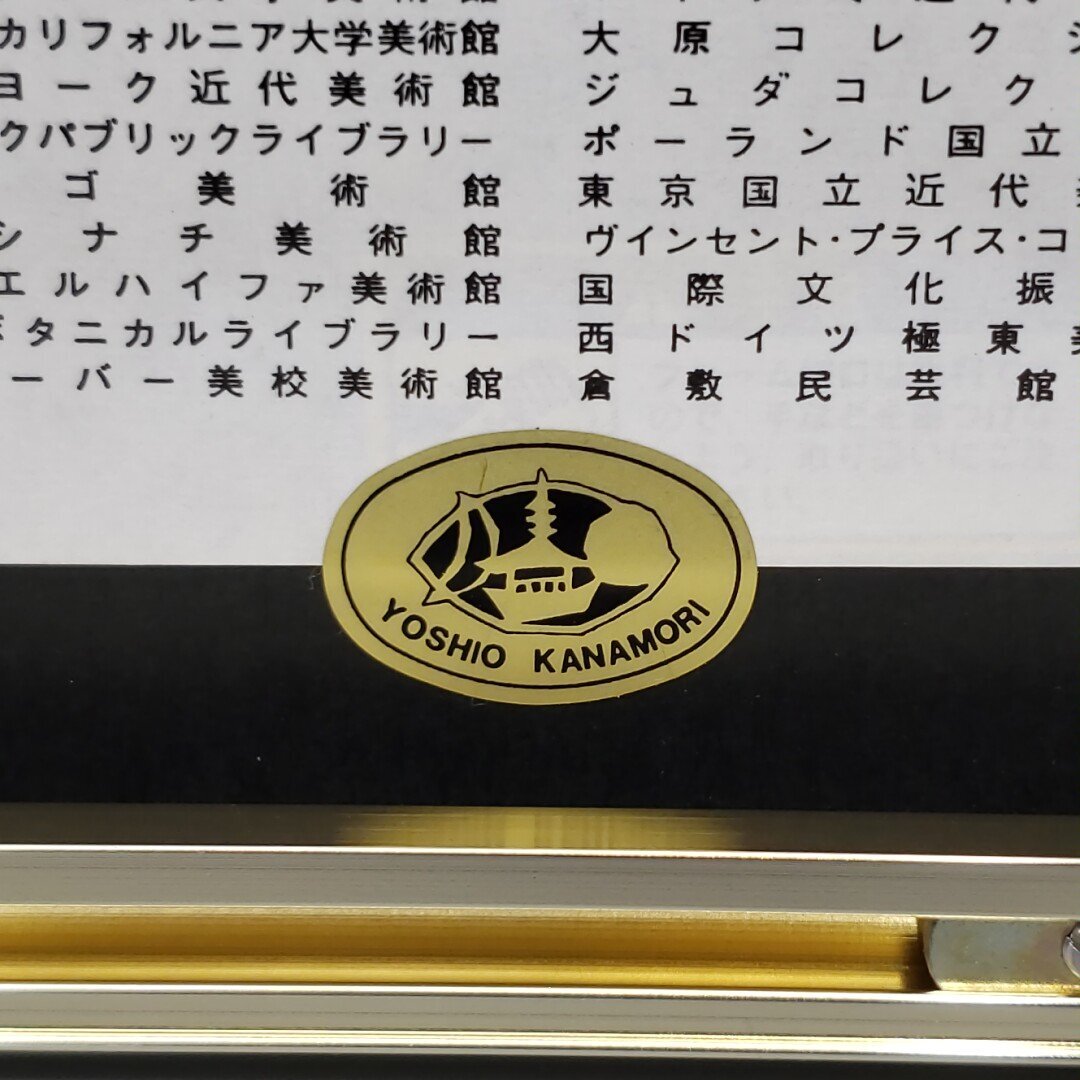 カリフォルニア大学美術館
ヨーク近代美術館
クパブリックライブラリー
ゴ美術館
シナチ美術館
エルハイファ美術館
ボタニカルライブラリー
ーバー美校美術館
大原コレクシ
ジュダコレク
ポーランド国立
東京国立近代美
ヴインセント・プライス・コ
国際文化振
西ドイツ極東美
倉敷民芸館
YOSHIO KANAMORI